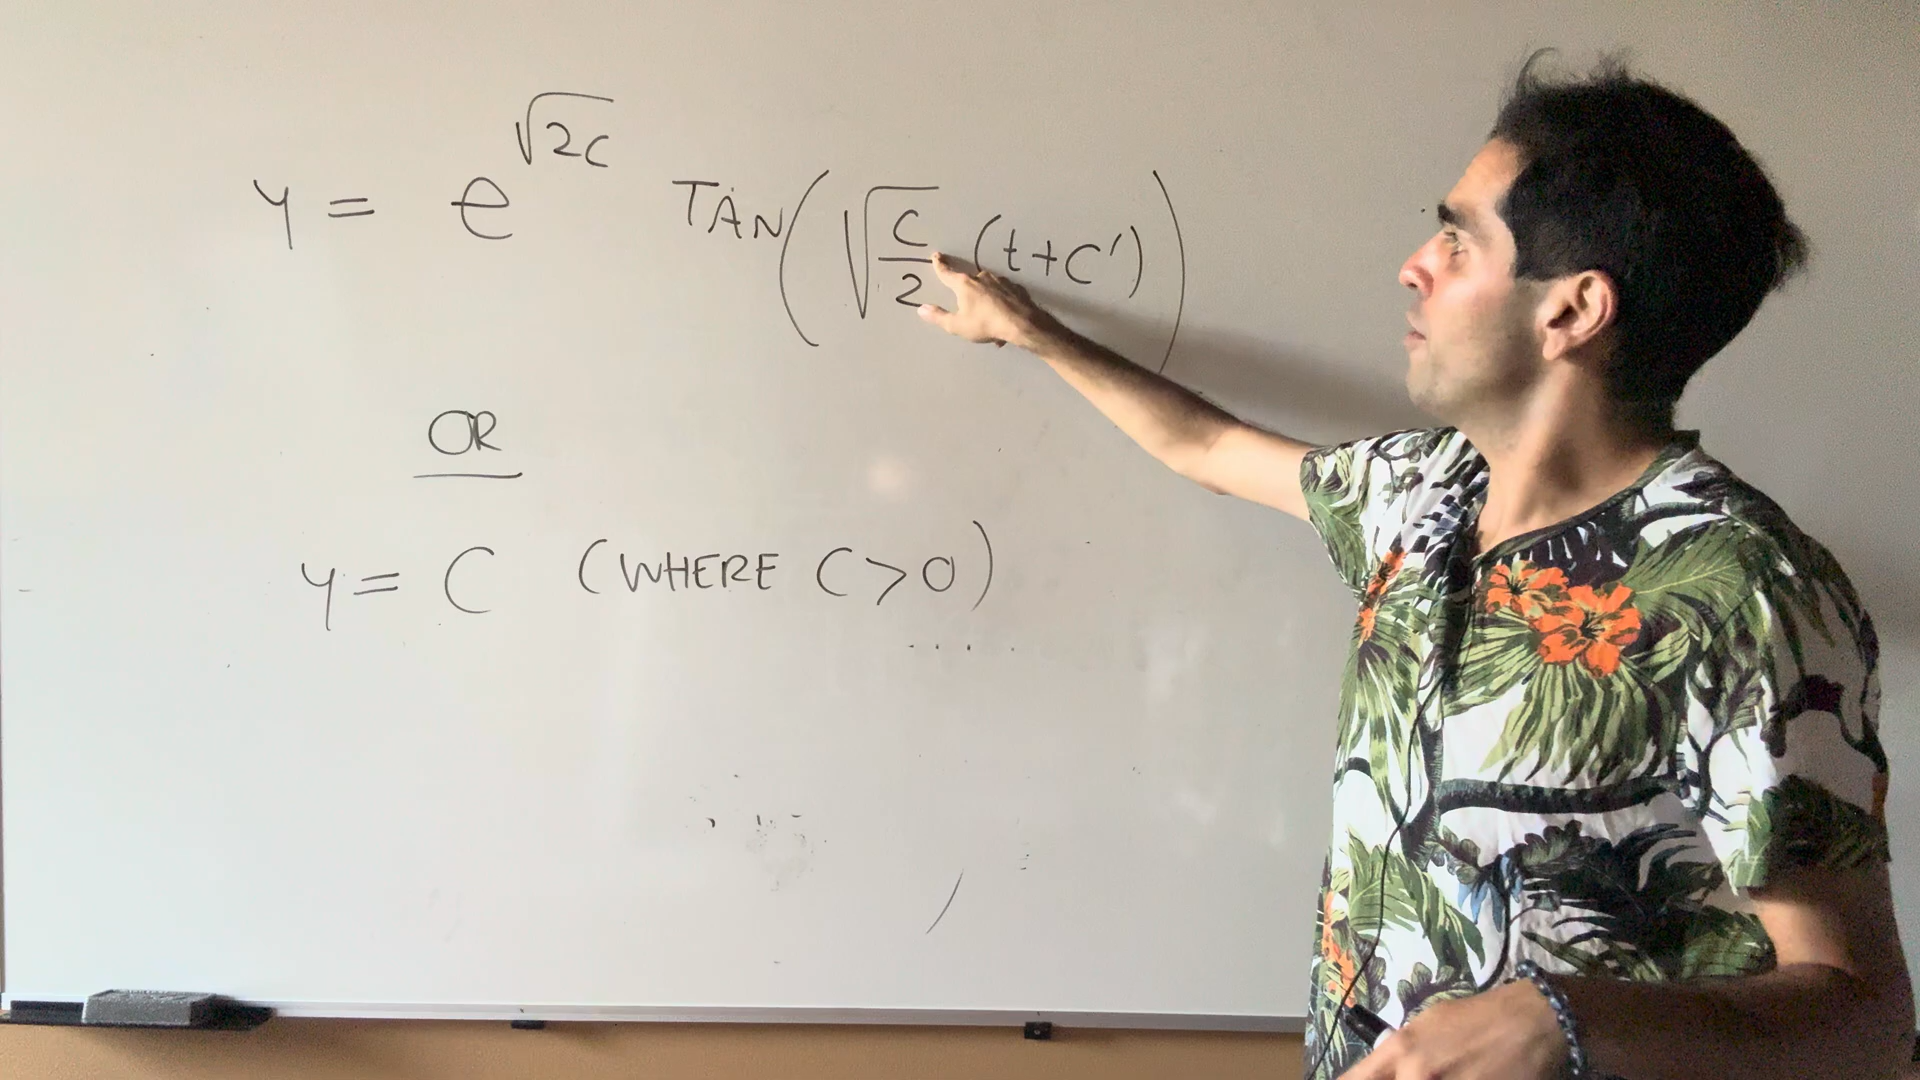 y = e^√2C TAN(√C/2 (t+C'))
OR
y = C (WHERE C>0)